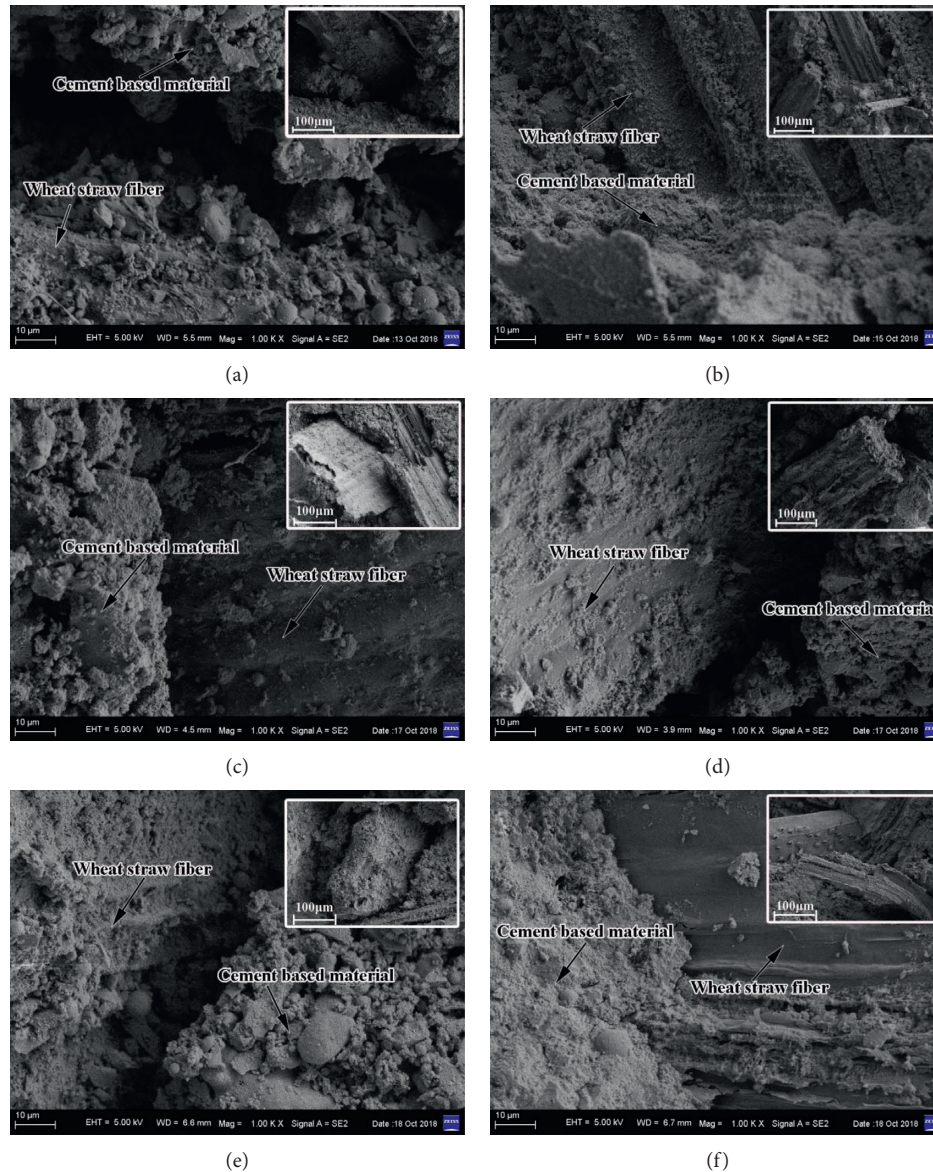 Cement based material
100μm
Wheat straw fiber
10 μm EHT = 5.00 kV WD = 5.5 mm Mag = 1.00 K X Signal A = SE2 Date :13 Oct 2018 ZEISS
(a)
100μm
Wheat straw fiber
Cement based material
10 μm EHT = 5.00 kV WD = 5.5 mm Mag = 1.00 K X Signal A = SE2 Date :15 Oct 2018 ZEISS
(b)
100μm
Cement based material
Wheat straw fiber
10 μm EHT = 5.00 kV WD = 4.5 mm Mag = 1.00 K X Signal A = SE2 Date :17 Oct 2018 ZEISS
(c)
100μm
Wheat straw fiber
Cement based material
10 μm EHT = 5.00 kV WD = 3.9 mm Mag = 1.00 K X Signal A = SE2 Date :17 Oct 2018 ZEISS
(d)
100μm
Wheat straw fiber
Cement based material
10 μm EHT = 5.00 kV WD = 6.6 mm Mag = 1.00 K X Signal A = SE2 Date :18 Oct 2018 ZEISS
(e)
100μm
Cement based material
Wheat straw fiber
10 μm EHT = 5.00 kV WD = 6.7 mm Mag = 1.00 K X Signal A = SE2 Date :18 Oct 2018 ZEISS
(f)